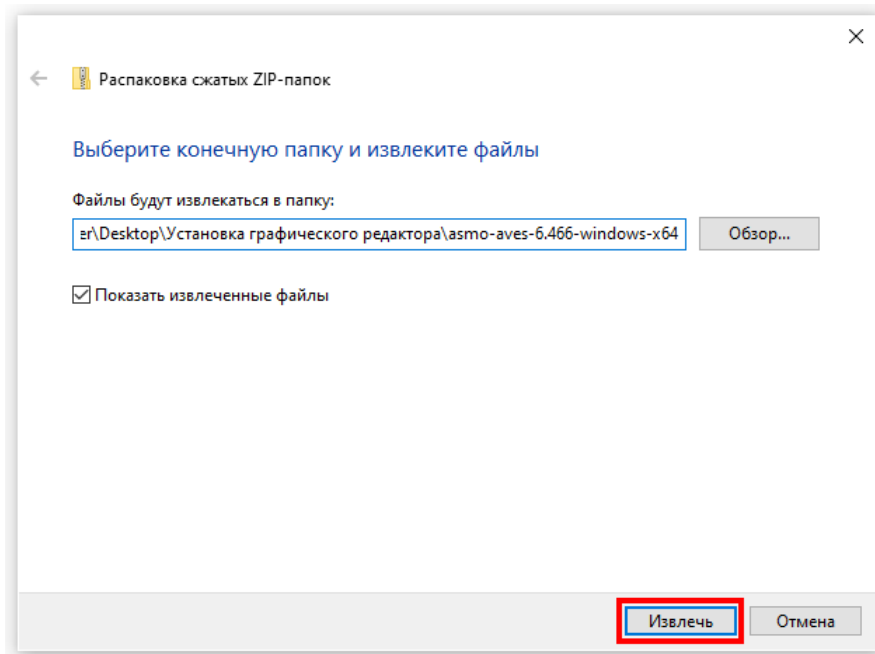 Распаковка сжатых ZIP-папок
Выберите конечную папку и извлеките файлы
Файлы будут извлекаться в папку:
er\Desktop\Установка графического редактора\asmo-aves-6.466-windows-x64
Обзор...
Показать извлеченные файлы
Извлечь
Отмена